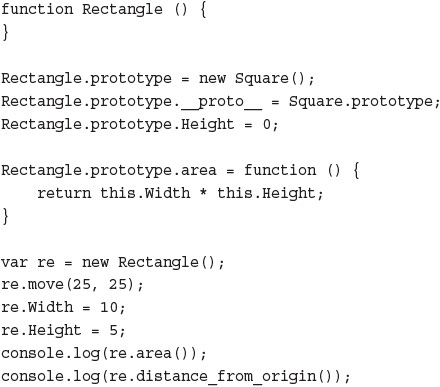 function Rectangle () {
}
Rectangle.prototype = new Square();
Rectangle.prototype.__proto__ = Square.prototype;
Rectangle.prototype.Height = 0;
Rectangle.prototype.area = function () {
    return this.Width * this.Height;
}
var re = new Rectangle();
re.move(25, 25);
re.Width = 10;
re.Height = 5;
console.log(re.area());
console.log(re.distance_from_origin());